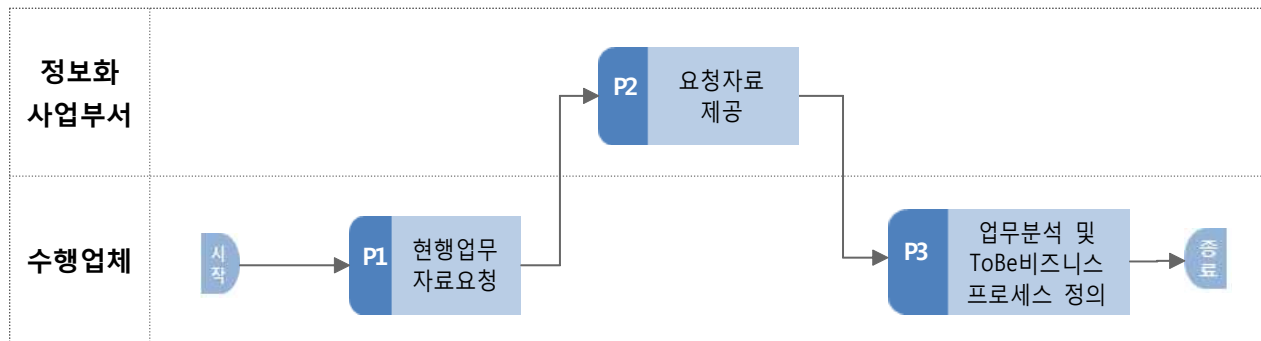 정보화
사업부서
P2
요청자료
제공
수행업체
시
작
P1
현행업무
자료요청
P3
업무분석 및
ToBe비즈니스
프로세스 정의
종
료